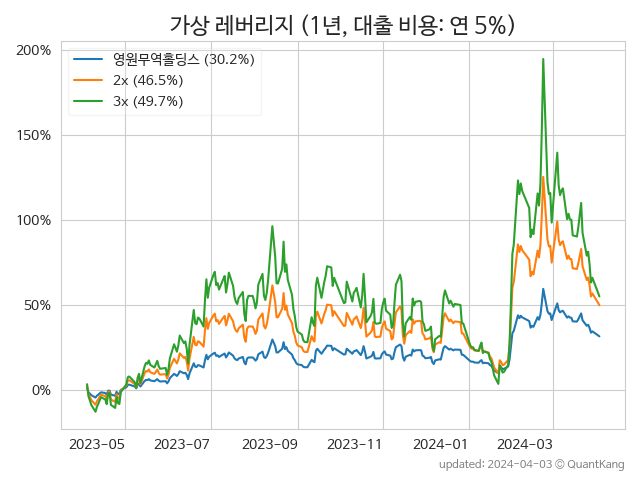 가상 레버리지 (1년, 대출 비용: 연 5%)
영원무역홀딩스 (30.2%)
2x (46.5%)
3x (49.7%)
200%
150%
100%
50%
0%
2023-05
2023-07
2023-09
2023-11
2024-01
2024-03
updated: 2024-04-03 © QuantKang